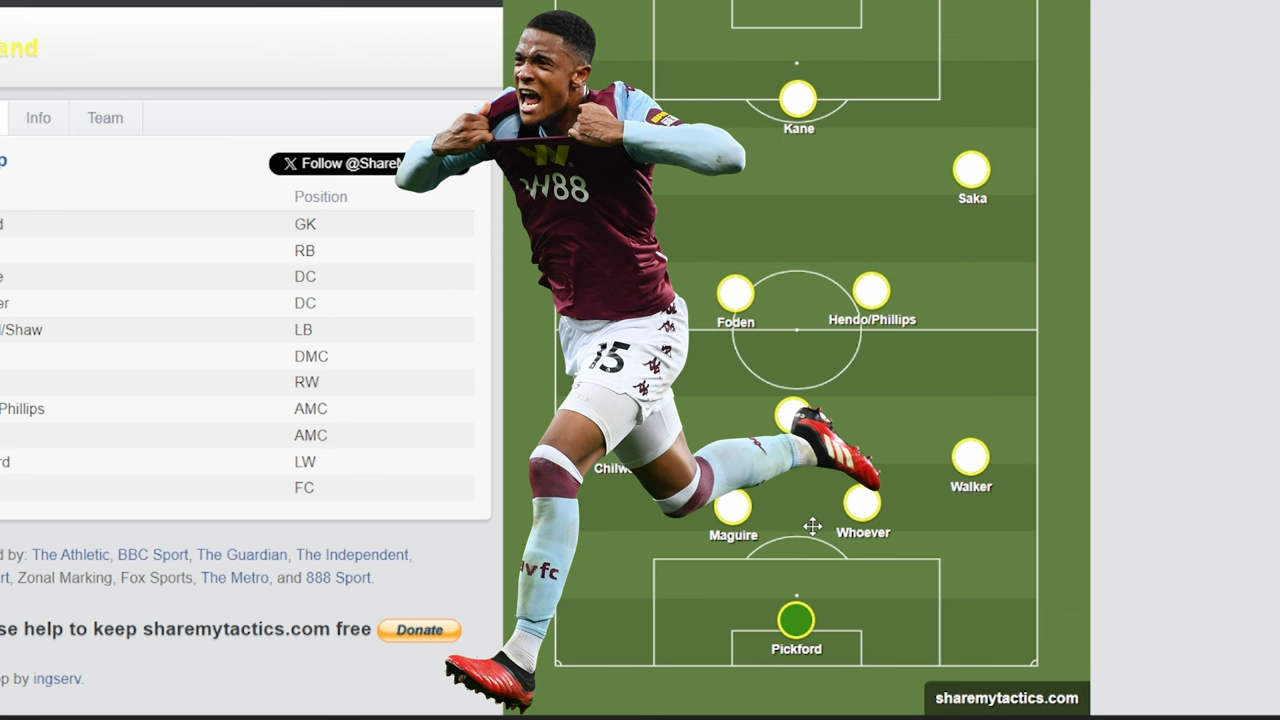 and
Info
Team
Follow @ShareM
Position
GK
RB
DC
DC
/Shaw
LB
DMC
RW
Phillips
AMC
AMC
LW
FC
d by: The Athletic, BBC Sport, The Guardian, The Independent,
rt, Zonal Marking, Fox Sports, The Metro, and 888 Sport.
se help to keep sharemytactics.com free
Donate
p by ingserv.
W88
15
avfc
Kane
Saka
Foden
Hendo/Phillips
Chilw
Walker
Maguire
Whoever
Pickford
sharemytactics.com